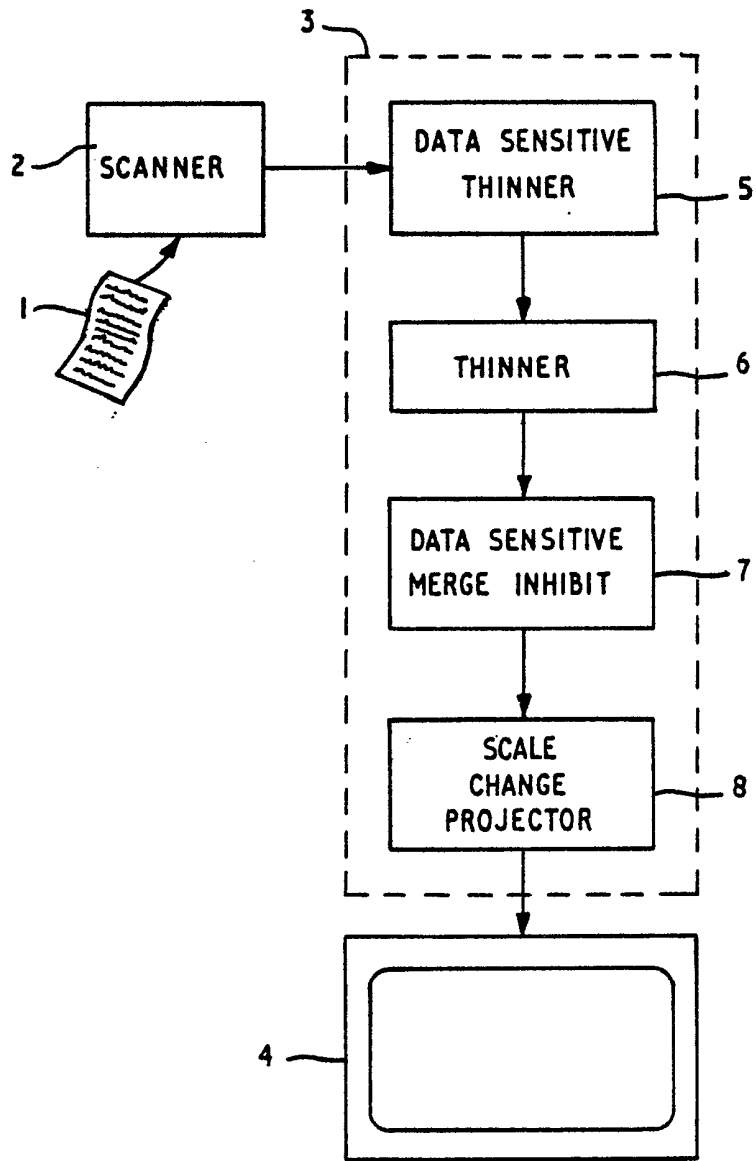 3
2
SCANNER
DATA SENSITIVE
THINNER
5
1
THINNER
6
DATA SENSITIVE
MERGE INHIBIT
7
SCALE
CHANGE
PROJECTOR
8
4